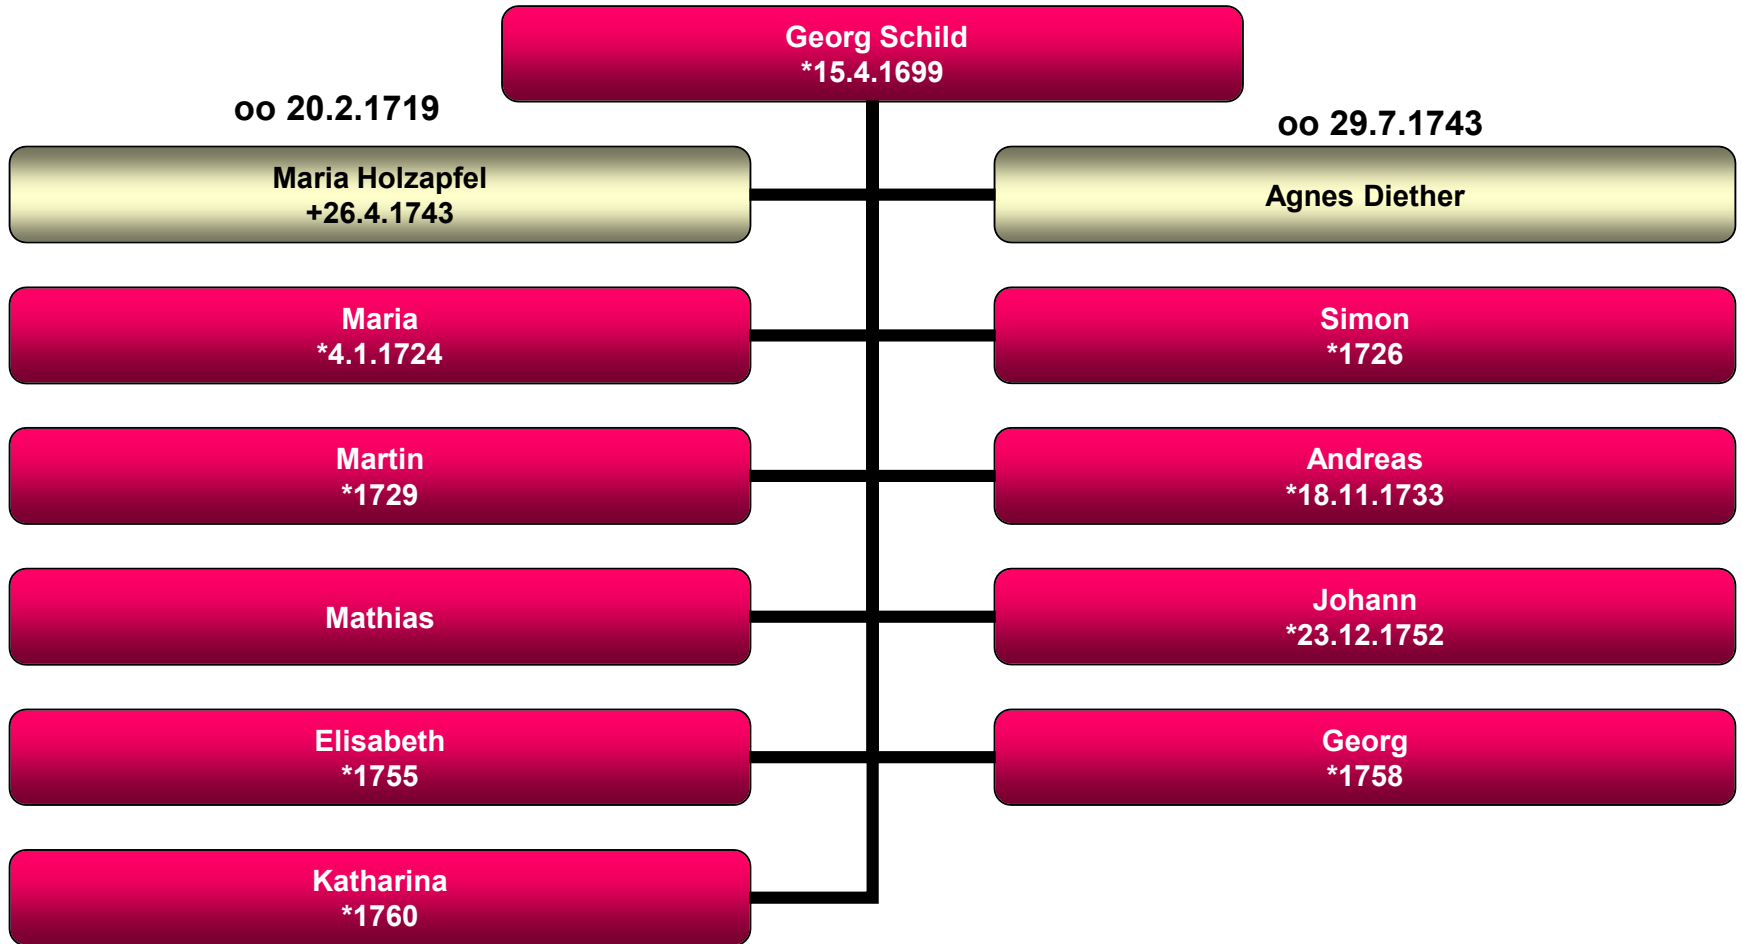 Georg Schild
*15.4.1699
oo 20.2.1719
oo 29.7.1743
Maria Holzapfel
+26.4.1743
Agnes Diether
Maria
*4.1.1724
Simon
*1726
Martin
*1729
Andreas
*18.11.1733
Mathias
Johann
*23.12.1752
Elisabeth
*1755
Georg
*1758
Katharina
*1760